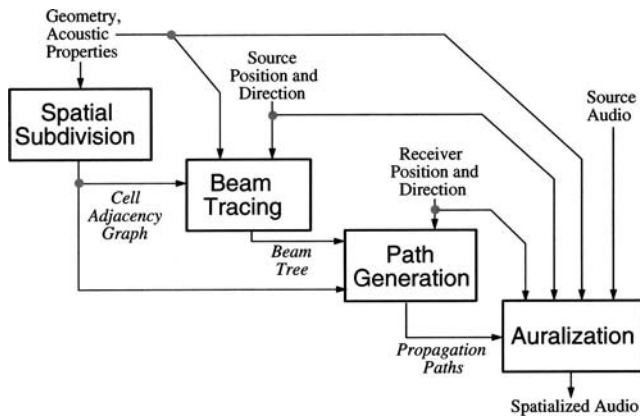 Geometry,
Acoustic
Properties
Source
Position and
Direction
Source
Audio
Spatial
Subdivision
Receiver
Position and
Direction
Beam
Tracing
Cell
Adjacency
Graph
Beam
Tree
Path
Generation
Propagation
Paths
Auralization
Spatialized Audio